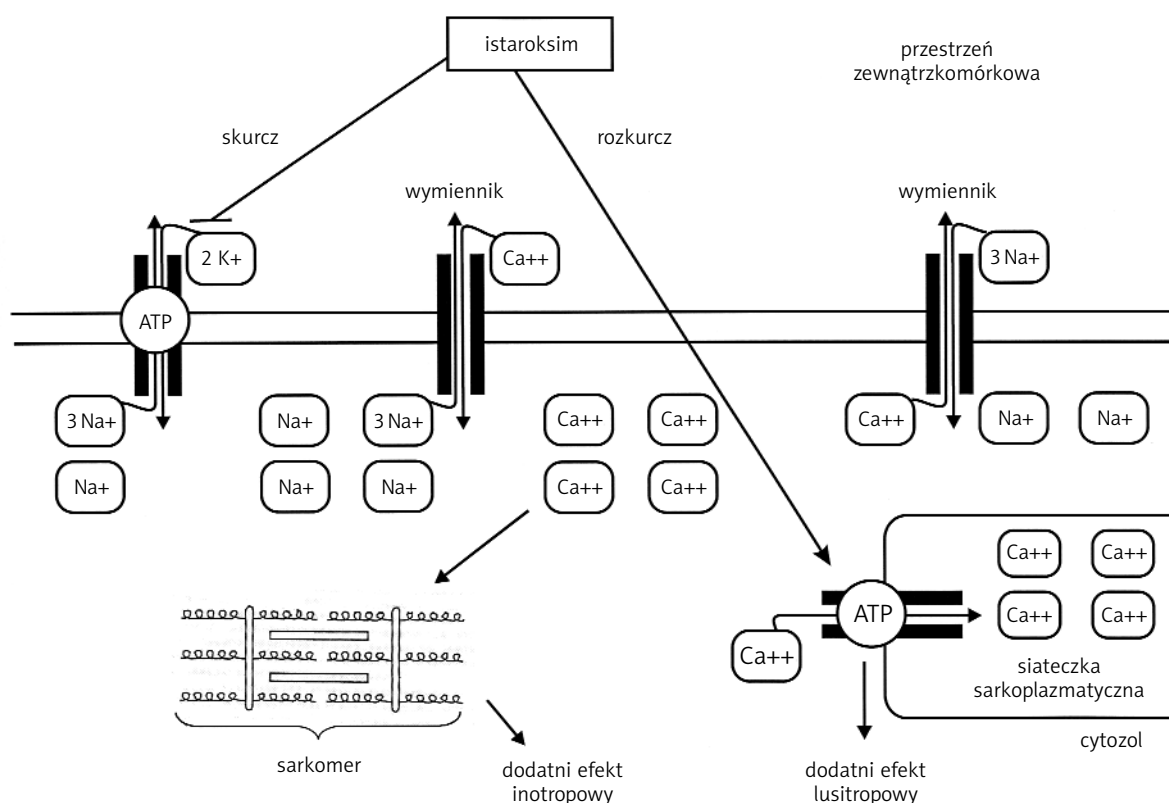 istaroksim
przestrzeń
zewnątrzkomórkowa
skurcz
rozkurcz
wymiennik
wymiennik
2 K+
Ca++
3 Na+
ATP
3 Na+
Na+
3 Na+
Ca++
Ca++
Ca++
Na+
Na+
Na+
Na+
Na+
Ca++
Ca++
Ca++
Ca++
ATP
Ca++
Ca++
Ca++
siateczka
sarkoplazmatyczna
cytozol
sarkomer
dodatni efekt
inotropowy
dodatni efekt
lusitropowy